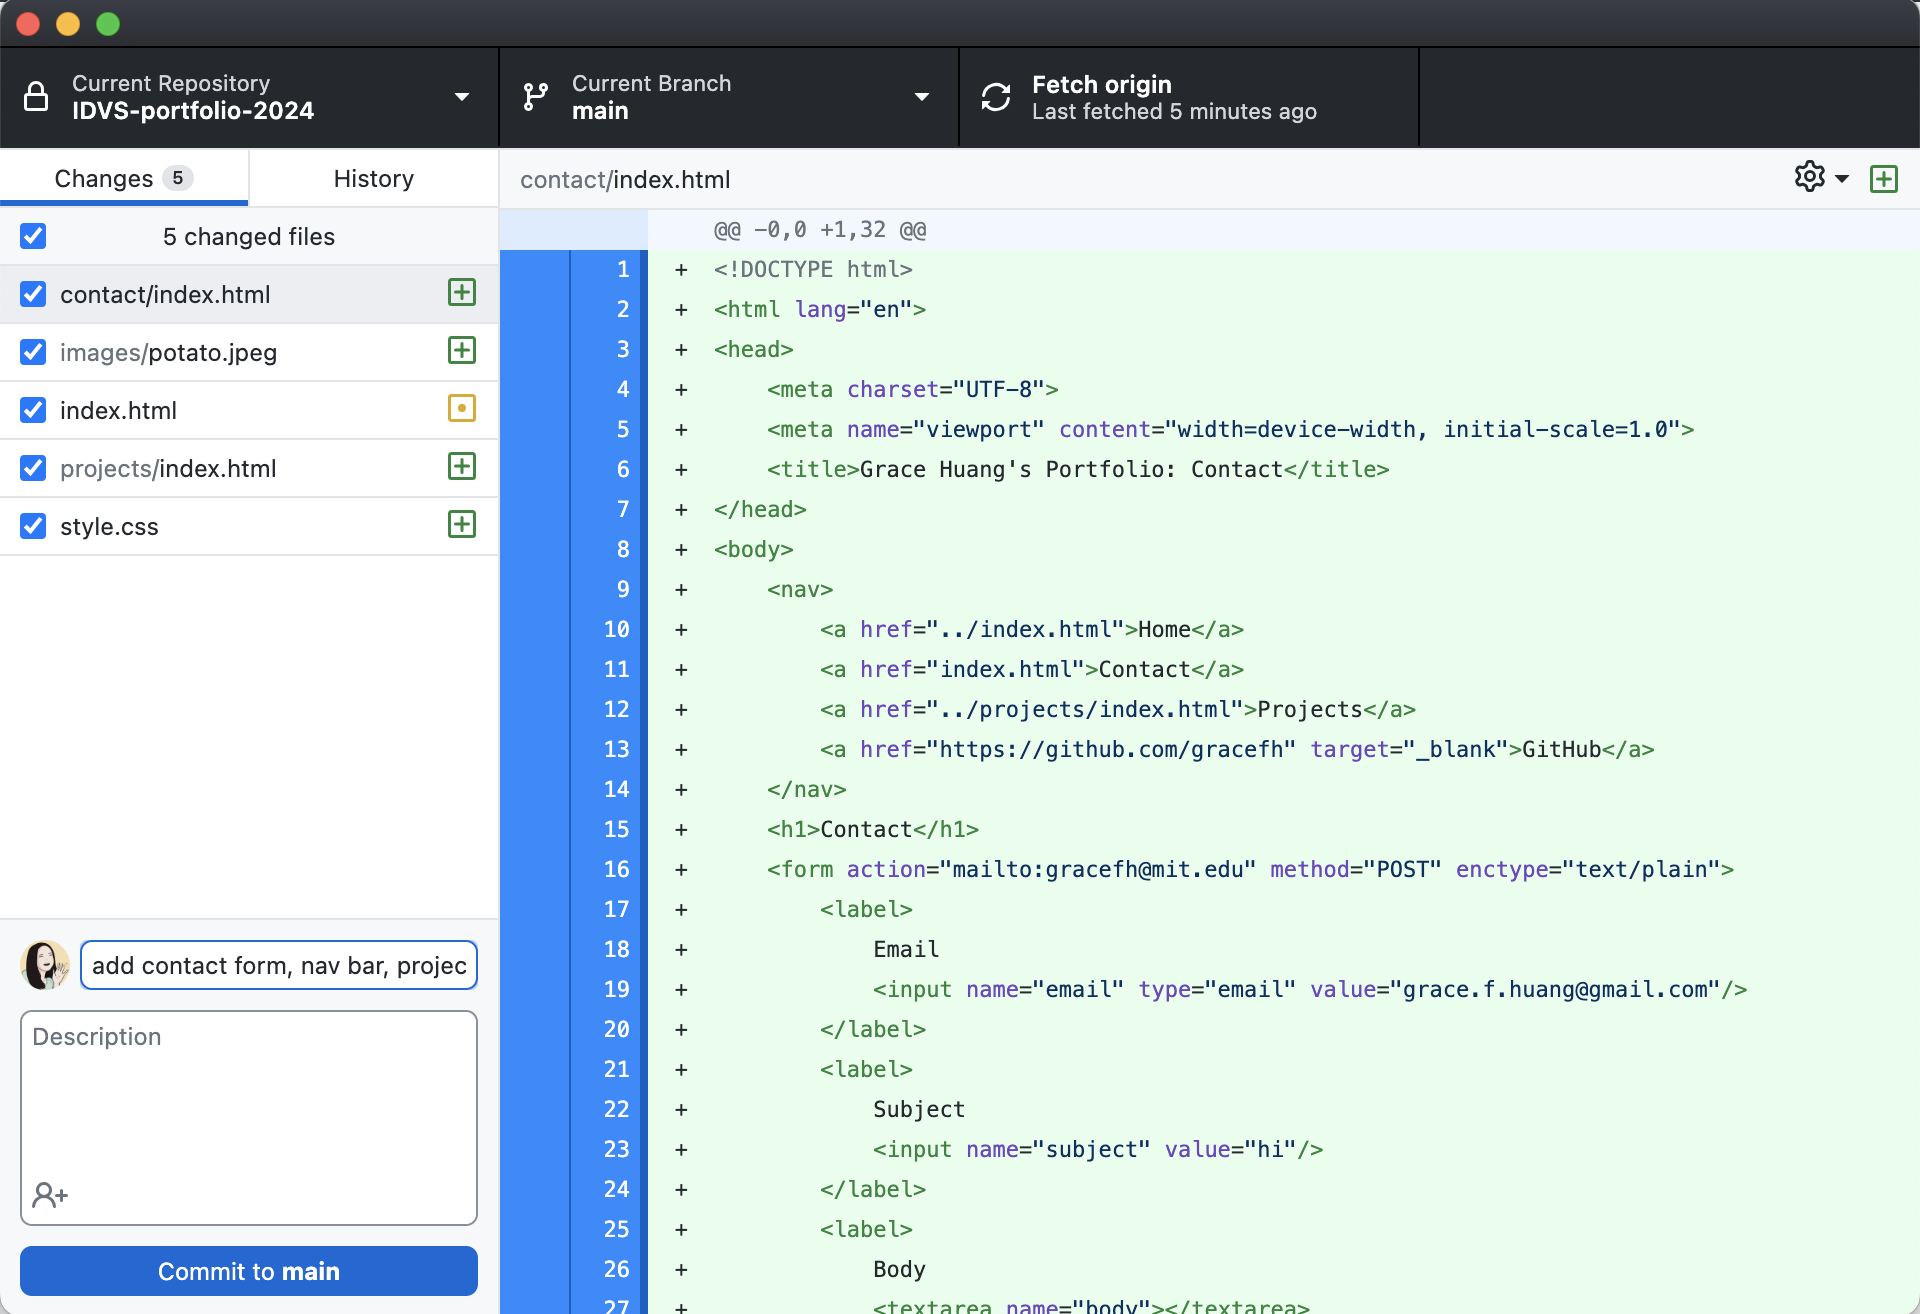 Current Repository
IDVS-portfolio-2024
Current Branch
main
Fetch origin
Last fetched 5 minutes ago
Changes 5
History
contact/index.html
5 changed files
contact/index.html
images/potato.jpeg
index.html
projects/index.html
style.css
add contact form, nav bar, projec
Description
Commit to main
@@ -0,0 +1,32 @@
1 + <!DOCTYPE html>
2 + <html lang="en">
3 + <head>
4 +     <meta charset="UTF-8">
5 +     <meta name="viewport" content="width=device-width, initial-scale=1.0">
6 +     <title>Grace Huang's Portfolio: Contact</title>
7 + </head>
8 + <body>
9 +     <nav>
10 +         <a href="../index.html">Home</a>
11 +         <a href="index.html">Contact</a>
12 +         <a href="../projects/index.html">Projects</a>
13 +         <a href="https://github.com/gracefh" target="_blank">GitHub</a>
14 +     </nav>
15 +     <h1>Contact</h1>
16 +     <form action="mailto:gracefh@mit.edu" method="POST" enctype="text/plain">
17 +         <label>
18 +             Email
19 +             <input name="email" type="email" value="grace.f.huang@gmail.com"/>
20 +         </label>
21 +         <label>
22 +             Subject
23 +             <input name="subject" value="hi"/>
24 +         </label>
25 +         <label>
26 +             Body
27 +             <textarea name="body"></textarea>